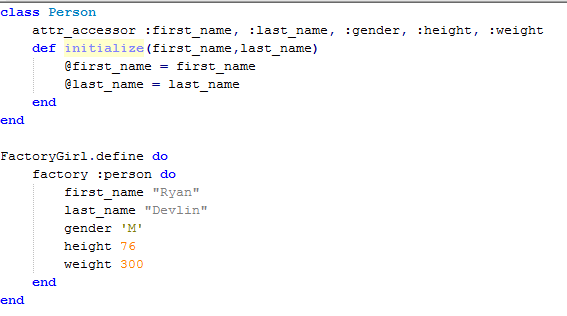 class Person
    attr_accessor :first_name, :last_name, :gender, :height, :weight
    def initialize(first_name,last_name)
        @first_name = first_name
        @last_name = last_name
    end
end

FactoryGirl.define do
    factory :person do
        first_name "Ryan"
        last_name "Devlin"
        gender 'M'
        height 76
        weight 300
    end
end